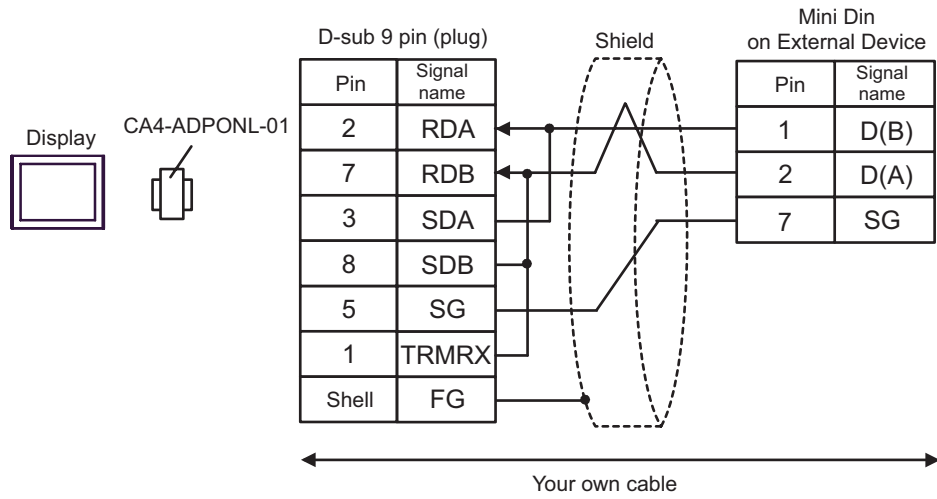 D-sub 9 pin (plug)
Shield
Mini Din
on External Device
Display
CA4-ADPONL-01
Pin Signal name
2 RDA
7 RDB
3 SDA
8 SDB
5 SG
1 TRMRX
Shell FG
Pin Signal name
1 D(B)
2 D(A)
7 SG
Your own cable